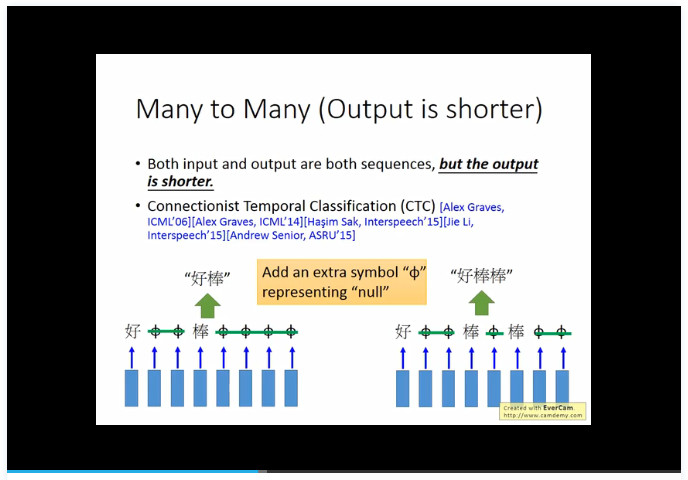 Many to Many (Output is shorter)
• Both input and output are both sequences, but the output
is shorter.
• Connectionist Temporal Classification (CTC) [Alex Graves,
ICML’06][Alex Graves, ICML’14][Haşim Sak, Interspeech’15][Jie Li,
Interspeech’15][Andrew Senior, ASRU’15]
“好棒”
Add an extra symbol “ϕ”
representing “null”
“好棒棒”
好 ϕ ϕ 棒 ϕ ϕ ϕ ϕ
好 ϕ ϕ 棒 ϕ 棒 ϕ ϕ
Created with EverCam.
http://www.camdemy.com